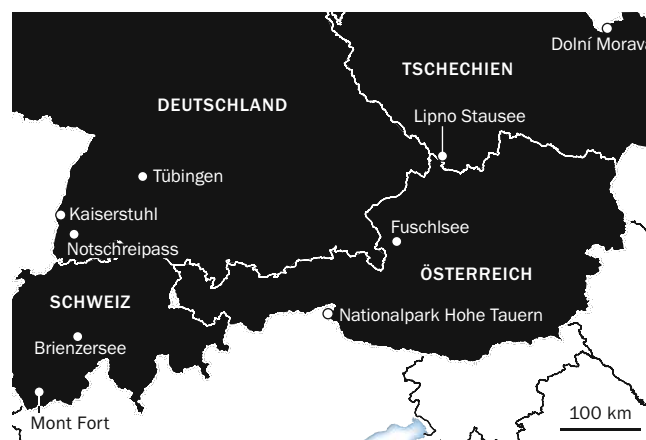 Dolní Morava
TSCHECHIEN
DEUTSCHLAND
Lipno Stausee
Tübingen
Kaiserstuhl
Fuschlsee
Notschreipass
ÖSTERREICH
SCHWEIZ
Nationalpark Hohe Tauern
Brienzersee
100 km
Mont Fort